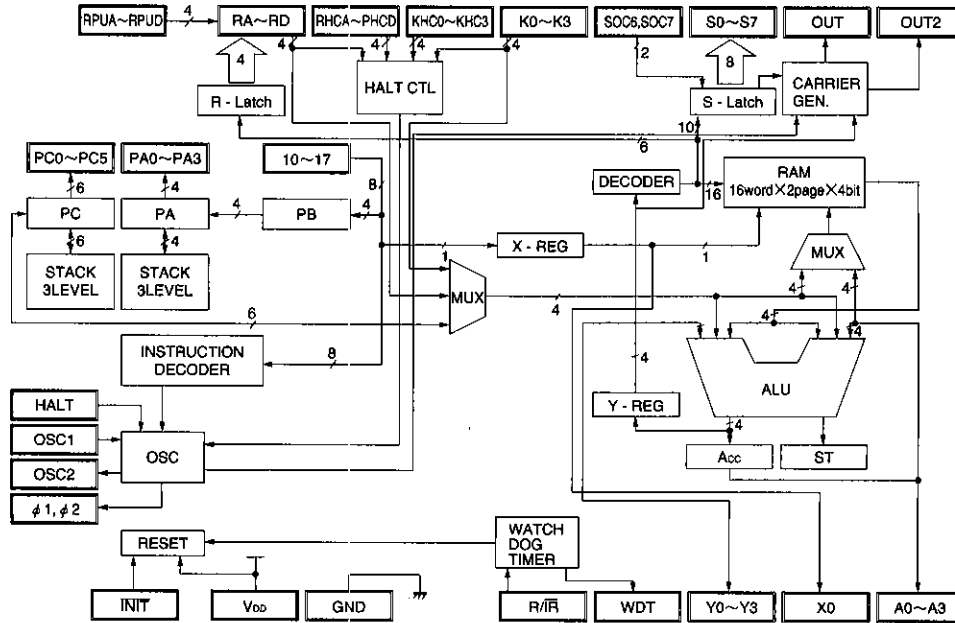 RPUA~RPUD 4 RA~RD RHCA~PHCD KHC0~KHC3 K0~K3 SOC6,SOC7 S0~S7 OUT OUT2
4 4 4 4 2 8
4
HALT CTL
CARRIER
GEN.
R - Latch
S - Latch
10
6
PC0~PC5 PA0~PA3 10~17
6 4 8
DECODER
16
RAM
16word×2page×4bit
PC PA 4 PB 4
6 4
X - REG
1 1
STACK
3LEVEL
STACK
3LEVEL
MUX
MUX
4 4 4
6
4 4
INSTRUCTION
DECODER
8
4
ALU
HALT
Y - REG
4
OSC1
OSC
OSC2
Acc ST
φ1, φ2
RESET
WATCH
DOG
TIMER
INIT VDD GND R/IR WDT Y0~Y3 X0 A0~A3